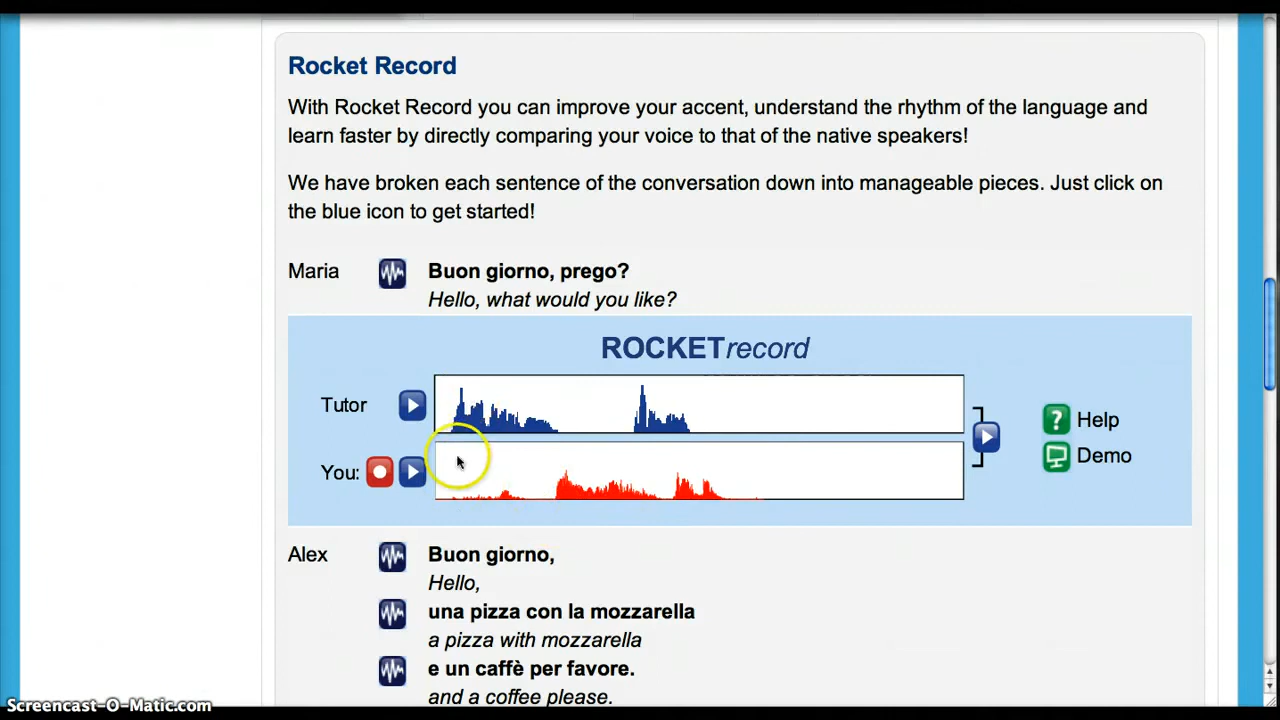 Rocket Record
With Rocket Record you can improve your accent, understand the rhythm of the language and
learn faster by directly comparing your voice to that of the native speakers!
We have broken each sentence of the conversation down into manageable pieces. Just click on
the blue icon to get started!
Maria Buon giorno, prego?
Hello, what would you like?
ROCKETrecord
Tutor
Help
You:
Demo
Alex Buon giorno,
Hello,
una pizza con la mozzarella
a pizza with mozzarella
e un caffè per favore.
and a coffee please.
Screencast-O-Matic.com